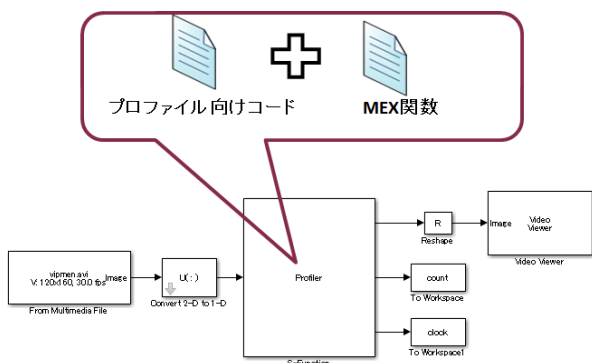 プロファイル向けコード
MEX関数
vipmen.avi
V: 120x160, 30.0 fps
Image
From Multimedia File
U( : )
Convert 2-D to 1-D
Profiler
S-Function
R
Reshape
count
To Workspace
clock
To Workspace1
Image
Video
Viewer
Video Viewer